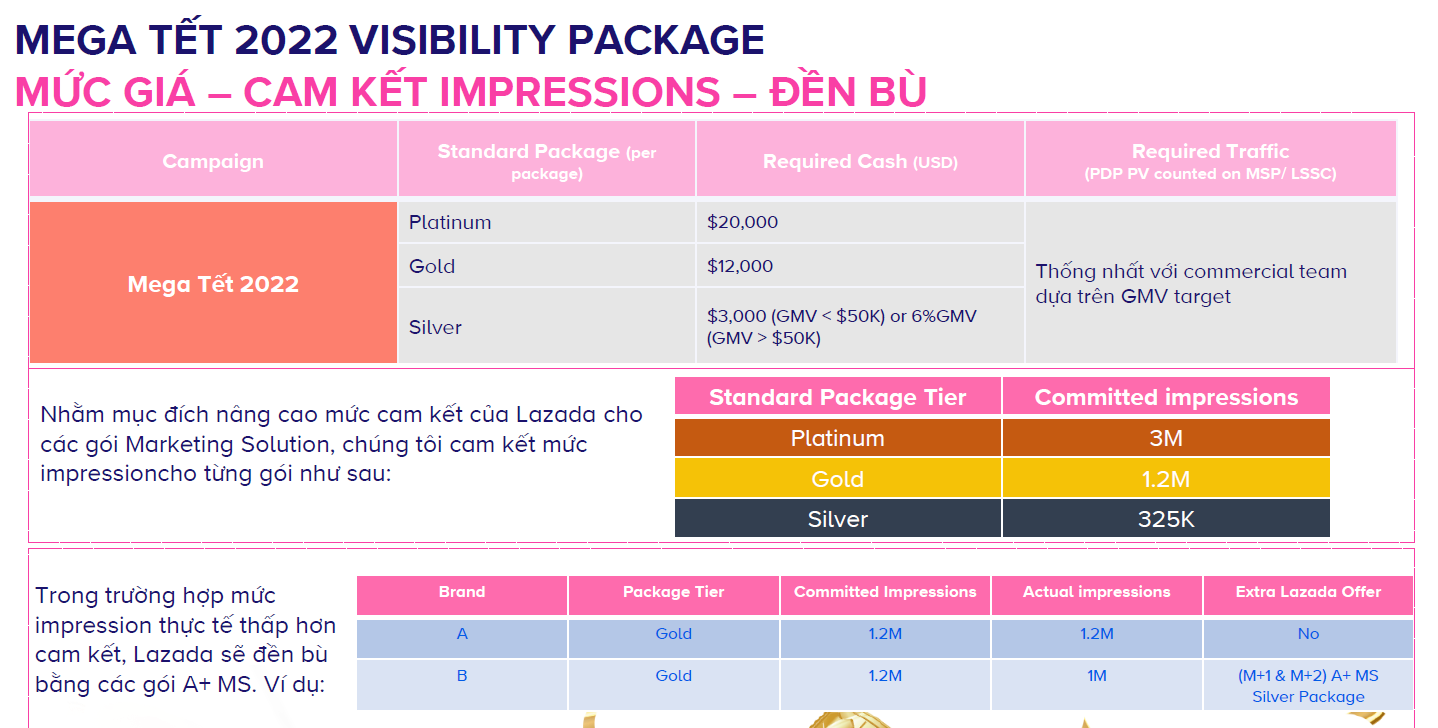 MEGA TẾT 2022 VISIBILITY PACKAGE
MỨC GIÁ – CAM KẾT IMPRESSIONS – ĐỀN BÙ
Campaign
Standard Package (per
package)
Required Cash (USD)
Required Traffic
(PDP PV counted on MSP/ LSSC)
Mega Tết 2022
Platinum
$20,000
Gold
$12,000
Silver
$3,000 (GMV < $50K) or 6%GMV
(GMV > $50K)
Thống nhất với commercial team
dựa trên GMV target
Nhằm mục đích nâng cao mức cam kết của Lazada cho
các gói Marketing Solution, chúng tôi cam kết mức
impressioncho từng gói như sau:
Standard Package Tier
Committed impressions
Platinum
3M
Gold
1.2M
Silver
325K
Trong trường hợp mức
impression thực tế thấp hơn
cam kết, Lazada sẽ đền bù
bằng các gói A+ MS. Ví dụ:
Brand
Package Tier
Committed Impressions
Actual impressions
Extra Lazada Offer
A
Gold
1.2M
1.2M
No
B
Gold
1.2M
1M
(M+1 & M+2) A+ MS
Silver Package